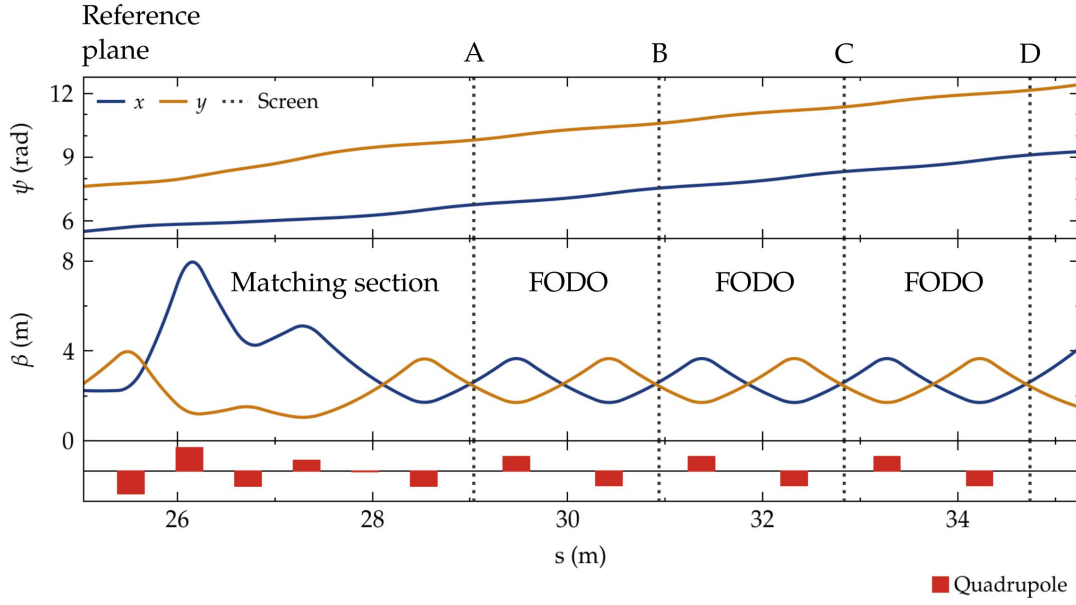 Reference
plane
A B C D
x y Screen
12
9
6
ψ (rad)
8
4
0
β (m)
Matching section FODO FODO FODO
26 28 30 32 34
s (m)
Quadrupole